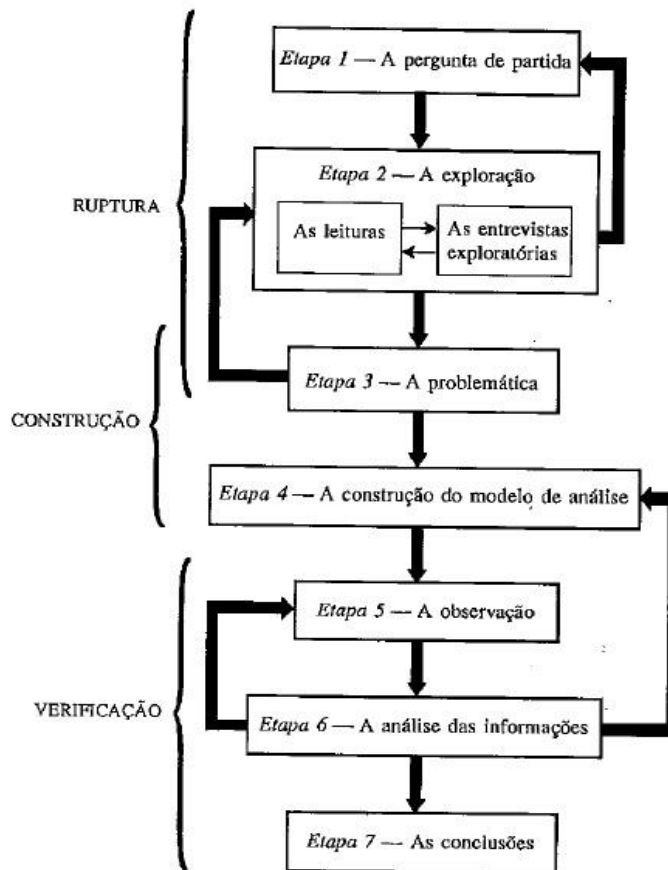 Etapa 1 — A pergunta de partida
Etapa 2 — A exploração
RUPTURA
As leituras
As entrevistas
exploratórias
Etapa 3 — A problemática
CONSTRUÇÃO
Etapa 4 — A construção do modelo de análise
Etapa 5 — A observação
VERIFICAÇÃO
Etapa 6 — A análise das informações
Etapa 7 — As conclusões